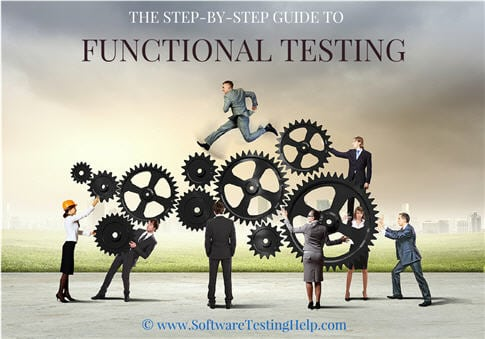 THE STEP-BY-STEP GUIDE TO
FUNCTIONAL TESTING
© www.SoftwareTestingHelp.com